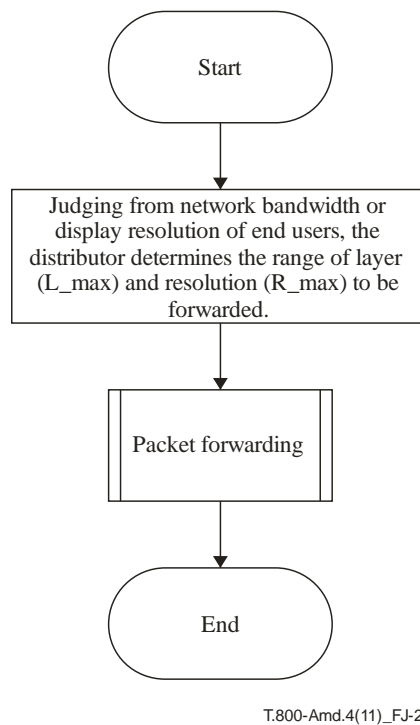 Start
Judging from network bandwidth or
display resolution of end users, the
distributor determines the range of layer
(L_max) and resolution (R_max) to be
forwarded.
Packet forwarding
End
T.800-Amd.4(11)_FJ-2